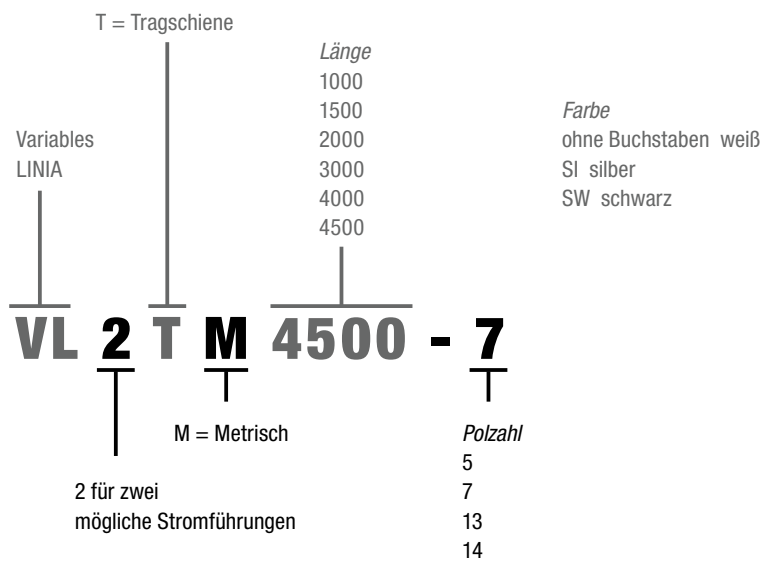 T = Tragschiene
Länge
1000
1500
2000
3000
4000
4500
Farbe
ohne Buchstaben weiß
SI silber
SW schwarz
Variables
LINIA
VL 2 T M 4500 - 7
M = Metrisch
2 für zwei
mögliche Stromführungen
Polzahl
5
7
13
14